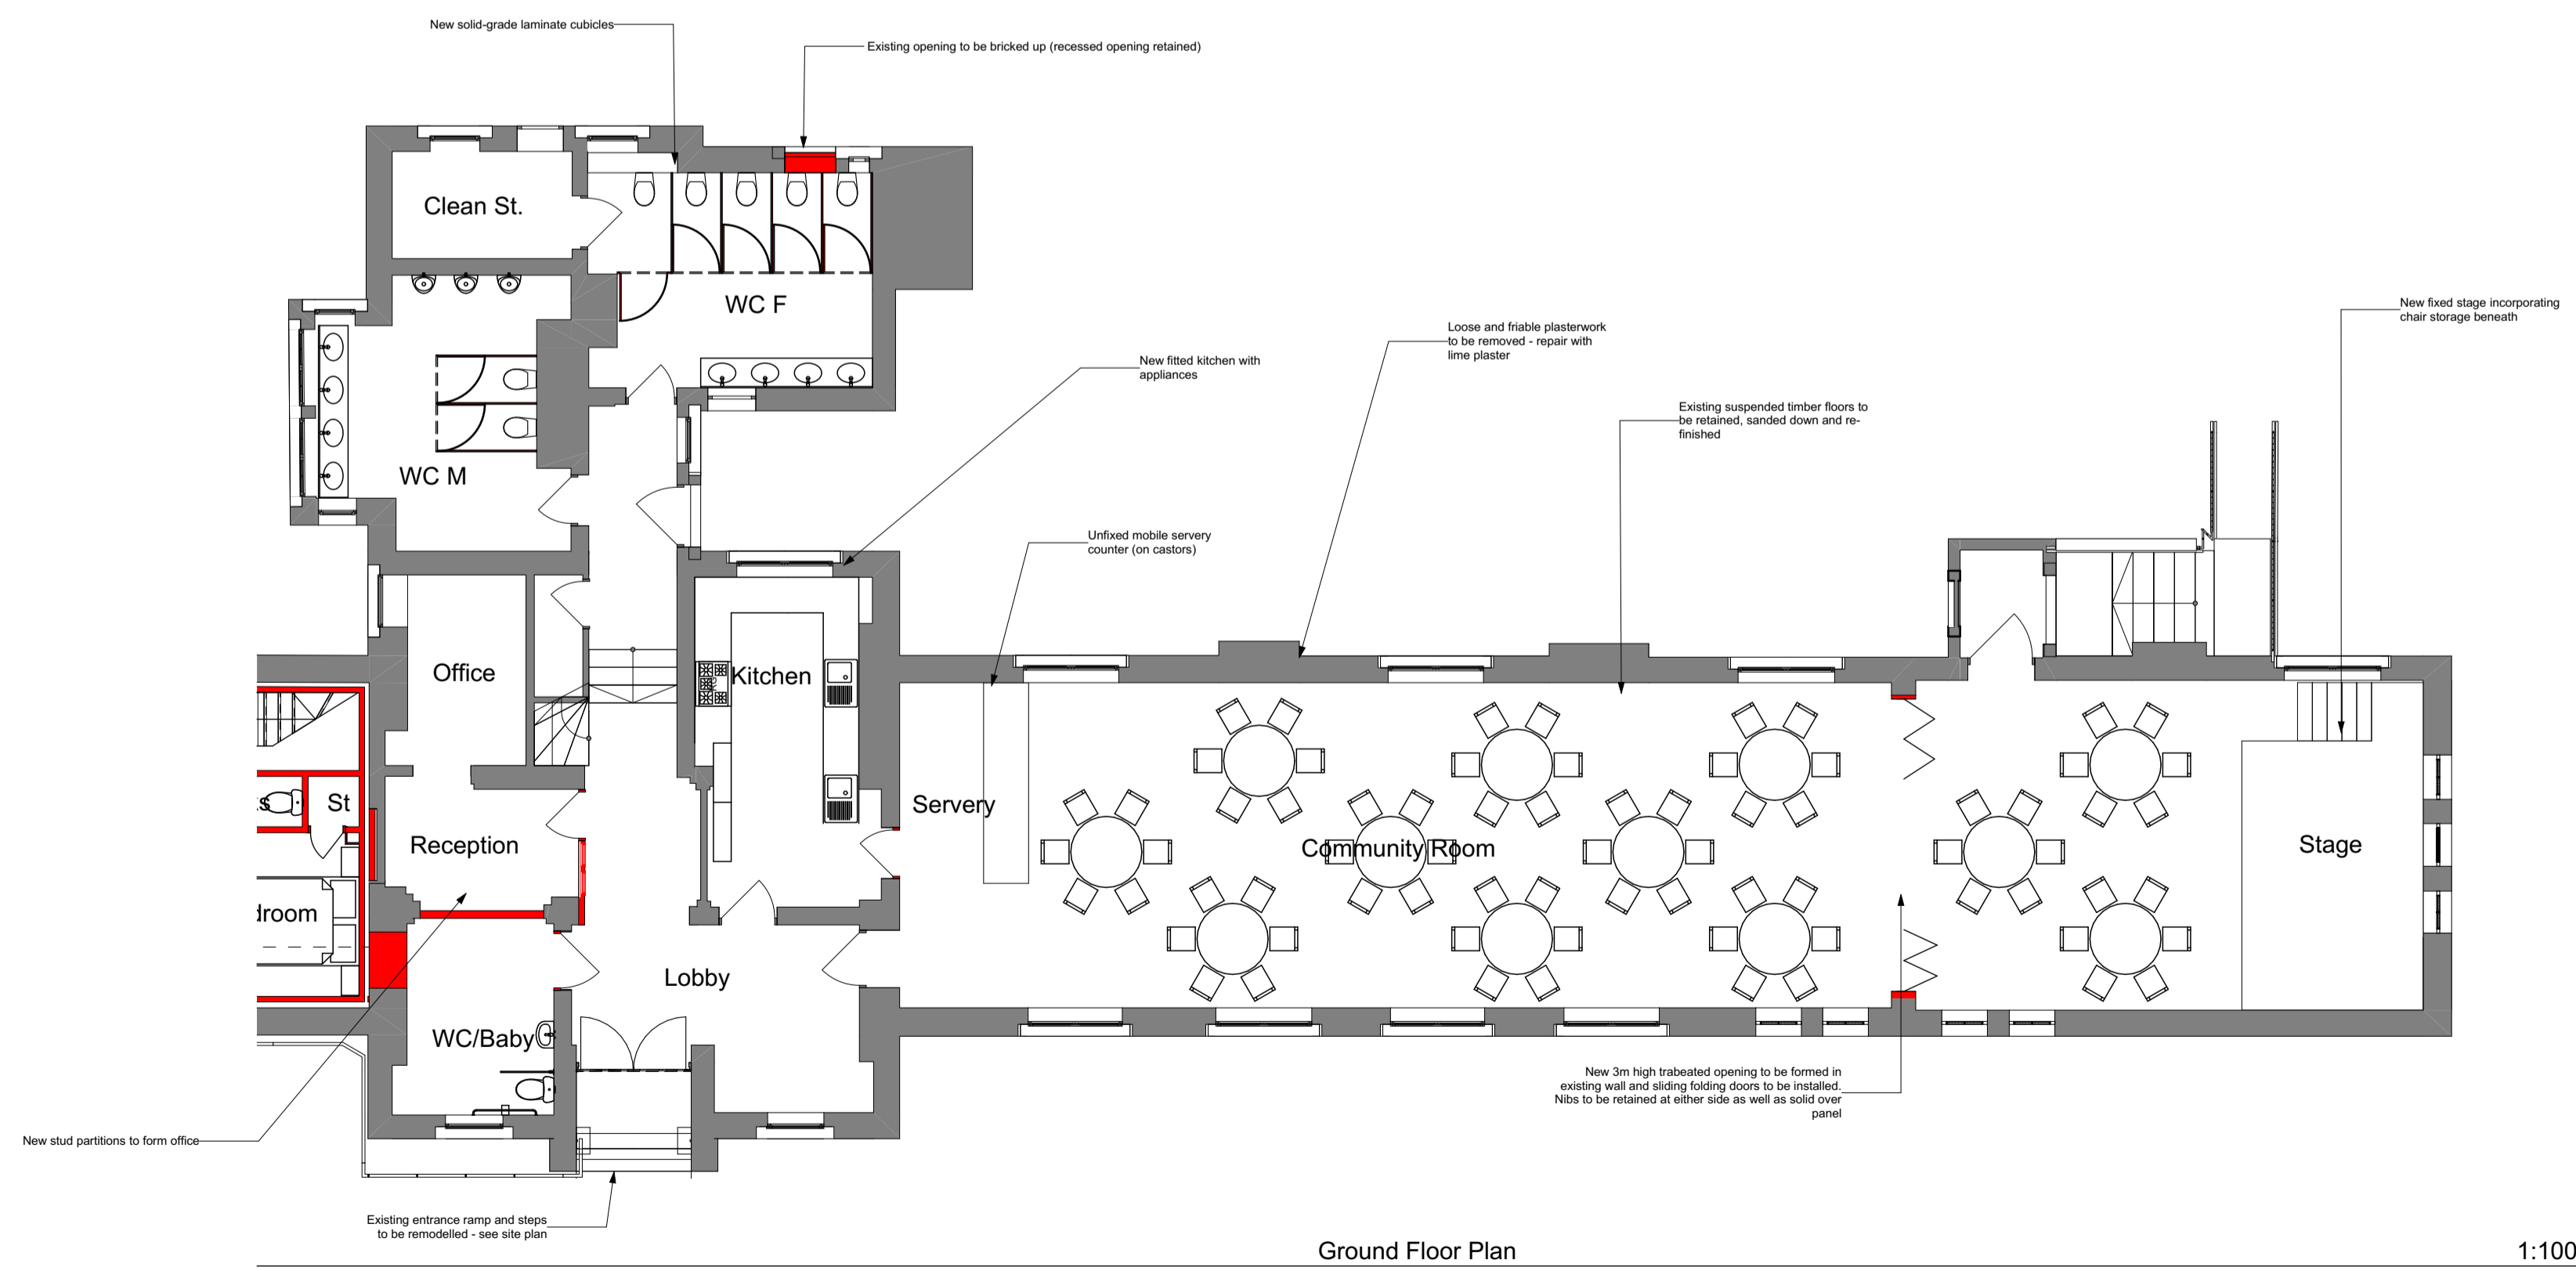 New solid-grade laminate cubicles
Existing opening to be bricked up (recessed opening retained)
Clean St.
WC F
New fixed stage incorporating
chair storage beneath
Loose and friable plasterwork
to be removed - repair with
lime plaster
New fitted kitchen with
appliances
Existing suspended timber floors to
be retained, sanded down and re-
finished
WC M
Unfixed mobile servery
counter (on castors)
Office
Kitchen
St
Servery
Reception
Community Room
Stage
droom
Lobby
WC/Baby
New 3m high trabeated opening to be formed in
existing wall and sliding folding doors to be installed.
Nibs to be retained at either side as well as solid over
panel
New stud partitions to form office
Existing entrance ramp and steps
to be remodelled - see site plan
Ground Floor Plan
1:100